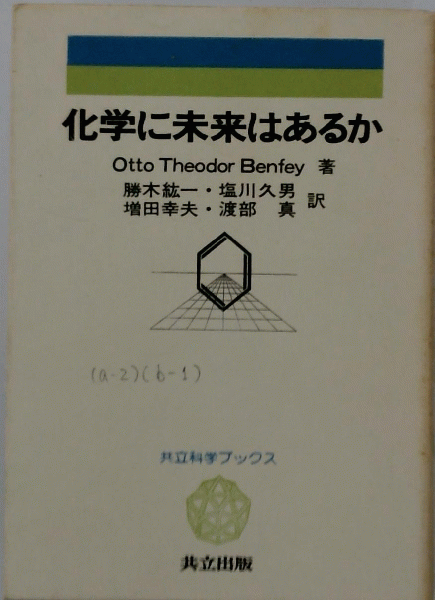 化学に未来はあるか
Otto Theodor Benfey 著
勝木紘一・塩川久男
増田幸夫・渡部 真 訳
(a-2)(b-1)
共立科学ブックス
共立出版